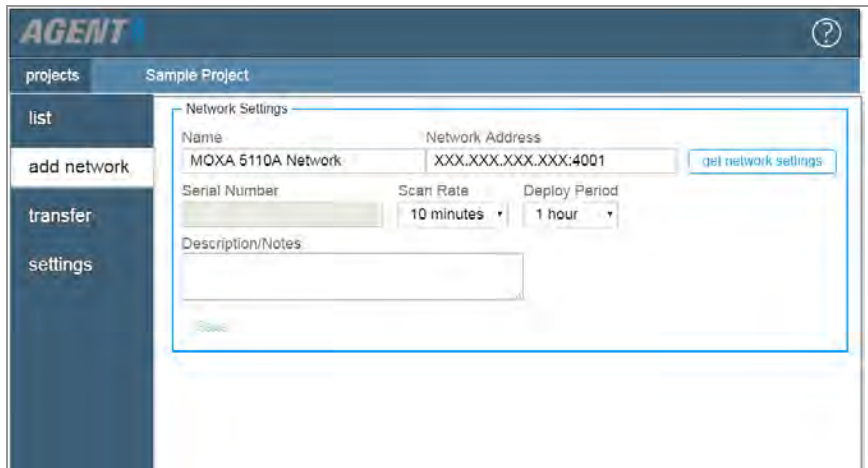 AGENT
?
projects
Sample Project
list
add network
transfer
settings
Network Settings
Name
Network Address
MOXA 5110A Network
XXX.XXX.XXX.XXX:4001
get network settings
Serial Number
Scan Rate
Deploy Period
10 minutes
1 hour
Description/Notes
Save